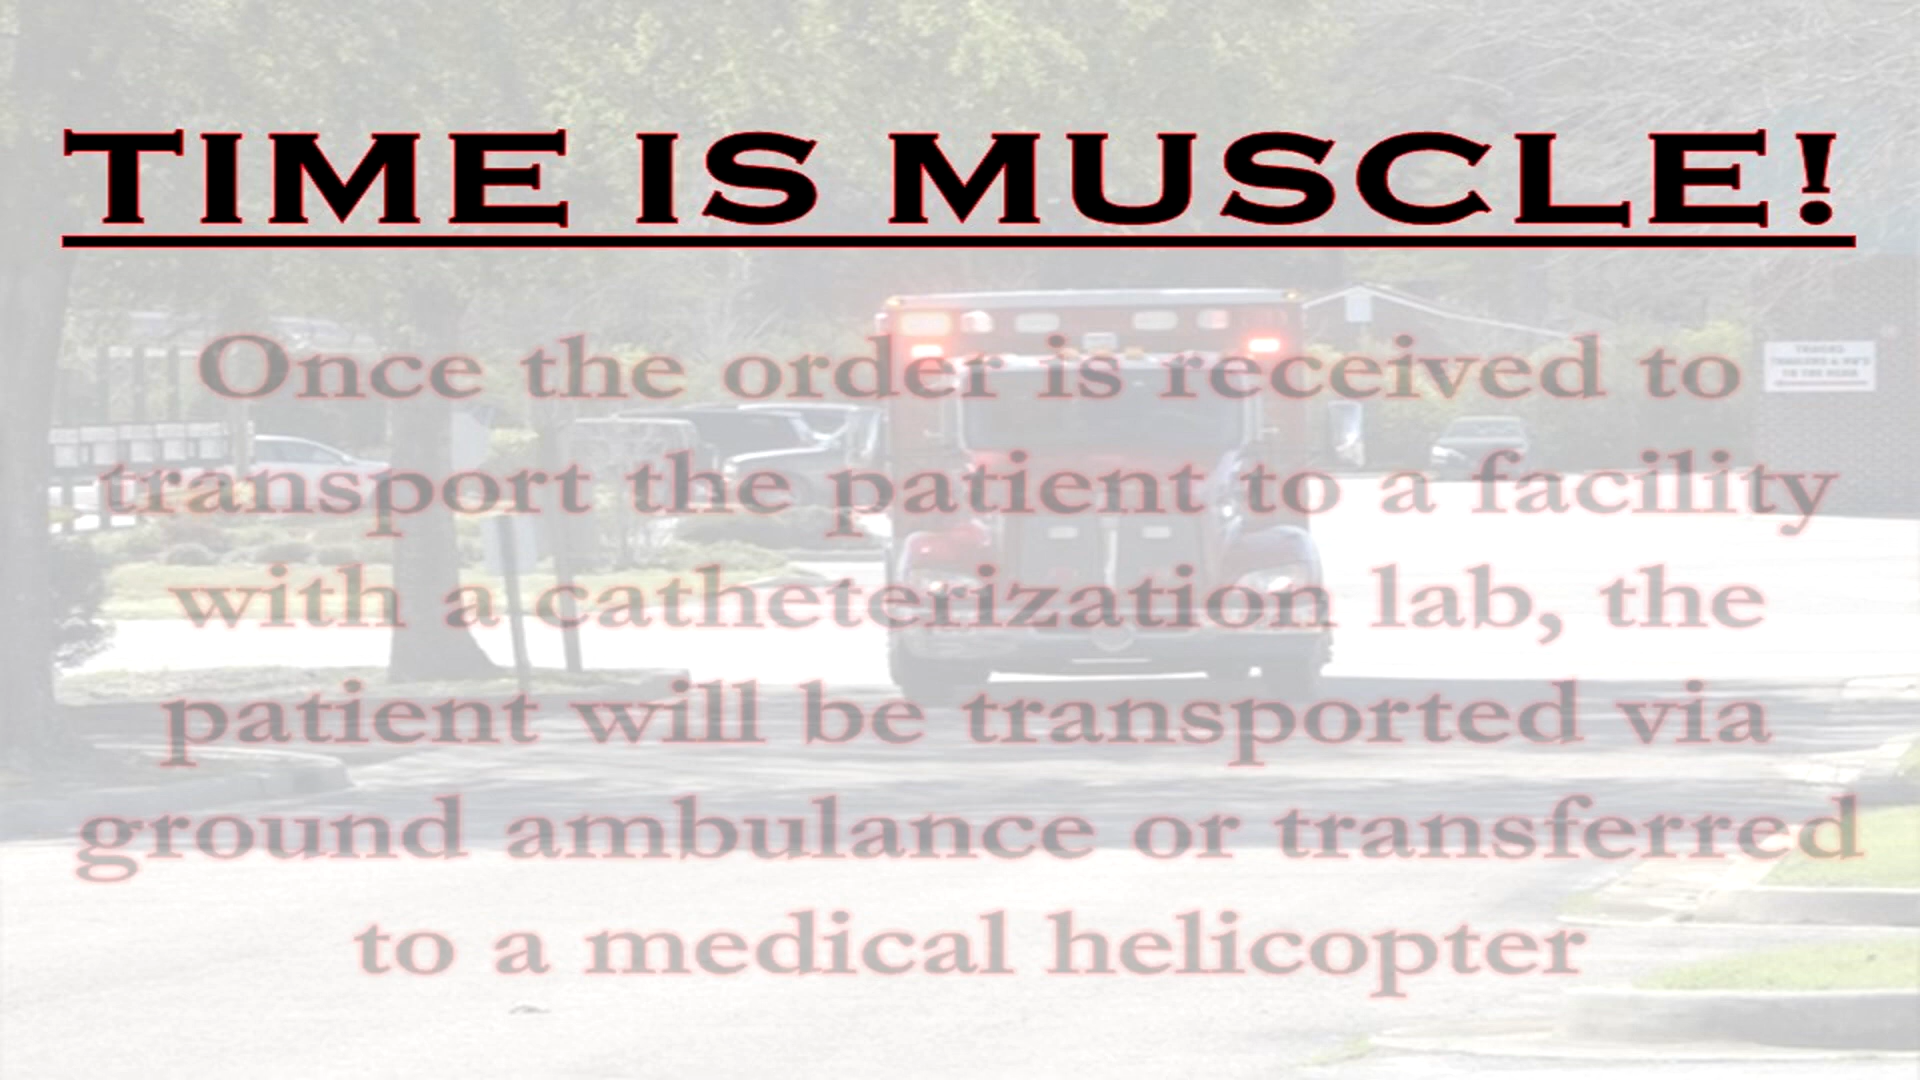 TIME IS MUSCLE!
Once the order is received to
transport the patient to a facility
with a catheterization lab, the
patient will be transported via
ground ambulance or transferred
to a medical helicopter